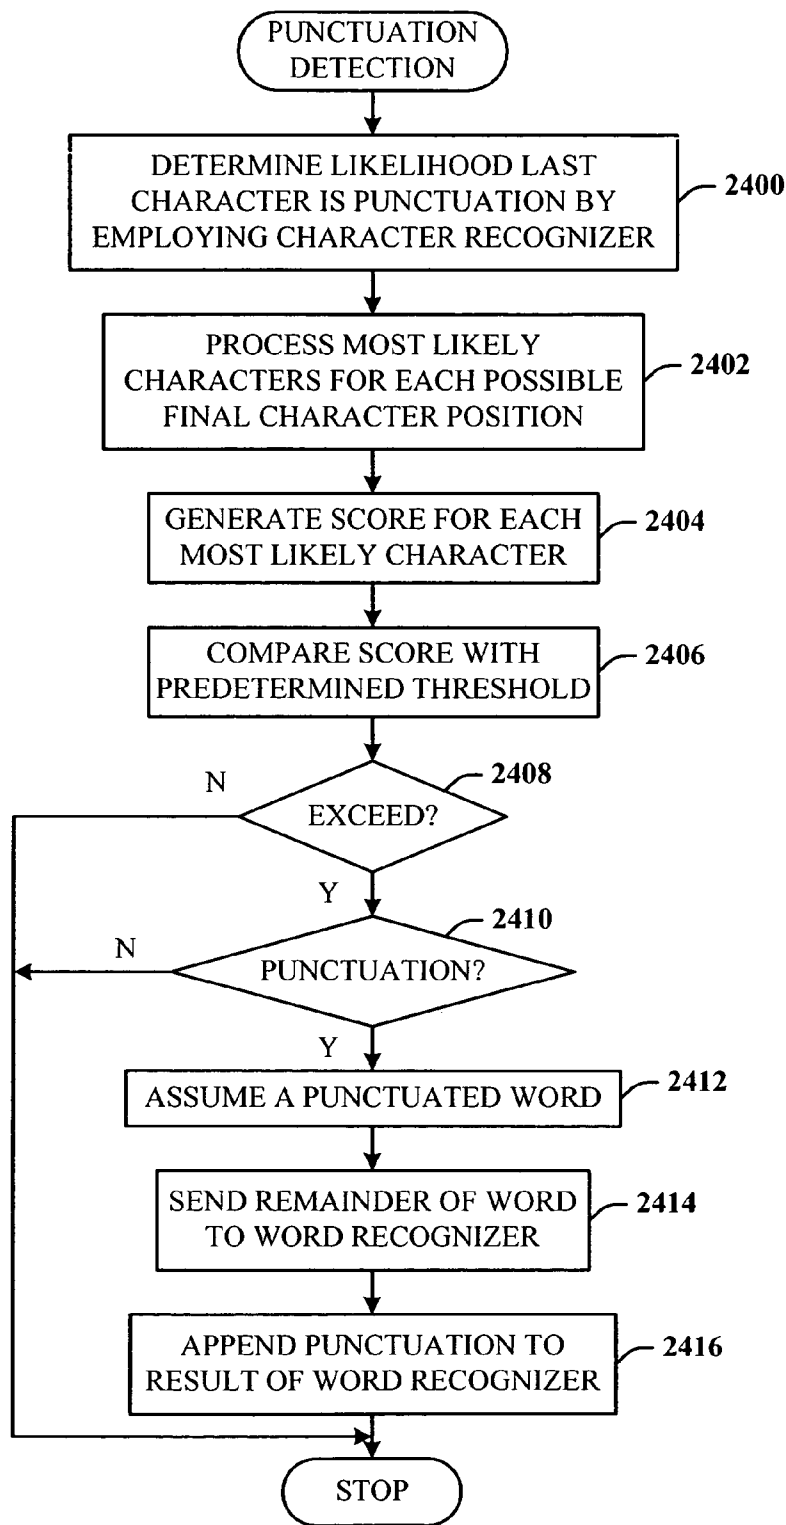 PUNCTUATION
DETECTION
DETERMINE LIKELIHOOD LAST
CHARACTER IS PUNCTUATION BY
EMPLOYING CHARACTER RECOGNIZER
2400
PROCESS MOST LIKELY
CHARACTERS FOR EACH POSSIBLE
FINAL CHARACTER POSITION
2402
GENERATE SCORE FOR EACH
MOST LIKELY CHARACTER
2404
COMPARE SCORE WITH
PREDETERMINED THRESHOLD
2406
N
2408
EXCEED?
Y
2410
N
PUNCTUATION?
Y
ASSUME A PUNCTUATED WORD
2412
SEND REMAINDER OF WORD
TO WORD RECOGNIZER
2414
APPEND PUNCTUATION TO
RESULT OF WORD RECOGNIZER
2416
STOP